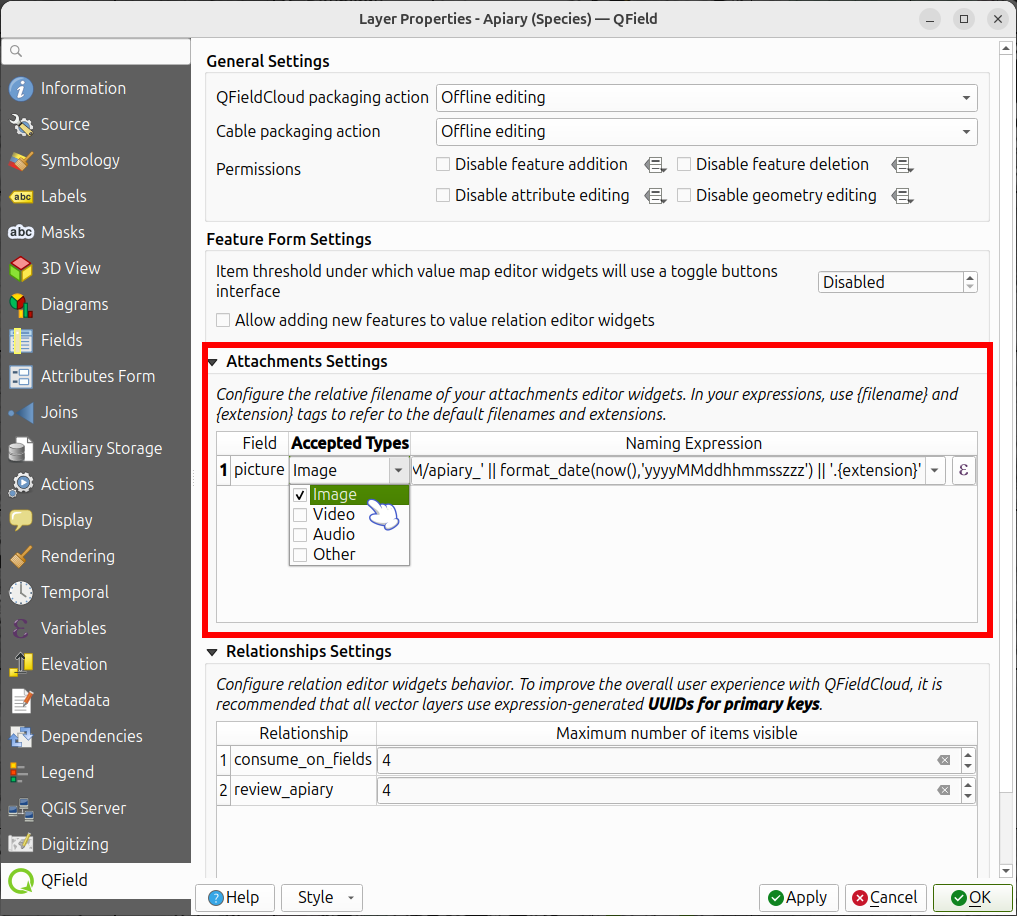 Layer Properties - Apiary (Species) — QField
Information
Source
Symbology
abc Labels
abc Masks
3D View
Diagrams
Fields
Attributes Form
Joins
Auxiliary Storage
Actions
Display
Rendering
Temporal
ε Variables
Elevation
Metadata
Dependencies
Legend
QGIS Server
Digitizing
QField
General Settings
QFieldCloud packaging action Offline editing
Cable packaging action Offline editing
Permissions
Disable feature addition Disable feature deletion
Disable attribute editing Disable geometry editing
Feature Form Settings
Item threshold under which value map editor widgets will use a toggle buttons
interface
Disabled
Allow adding new features to value relation editor widgets
Attachments Settings
Configure the relative filename of your attachments editor widgets. In your expressions, use {filename} and
{extension} tags to refer to the default filenames and extensions.
Field Accepted Types Naming Expression
1 picture Image M/apiary_' || format_date(now(),'yyyyMMddhhmmsszzz') || '.{extension}' ε
Image
Video
Audio
Other
Relationships Settings
Configure relation editor widgets behavior. To improve the overall user experience with QFieldCloud, it is
recommended that all vector layers use expression-generated UUIDs for primary keys.
Relationship Maximum number of items visible
1 consume_on_fields 4
2 review_apiary 4
Help Style Apply Cancel OK